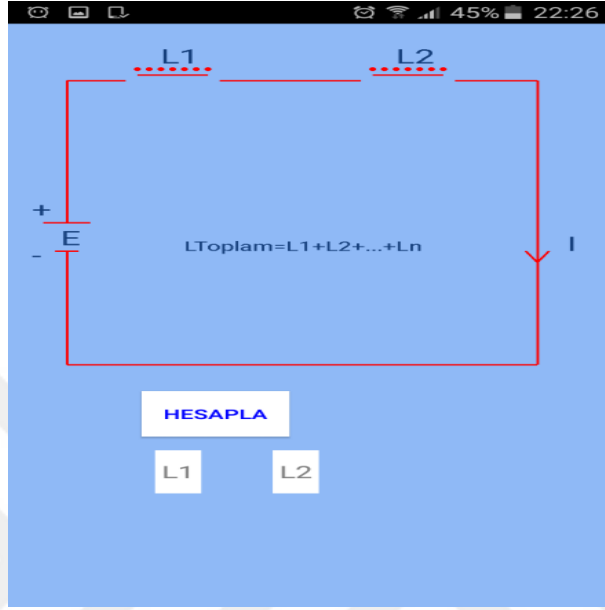 45% 22:26
L1 L2
+
E
-
LToplam=L1+L2+...+Ln
I
HESAPLA
L1 L2